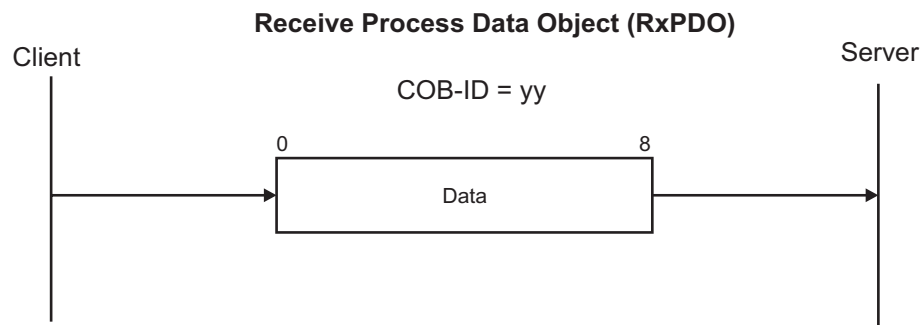 Receive Process Data Object (RxPDO)
Client
Server
COB-ID = yy
0
8
Data